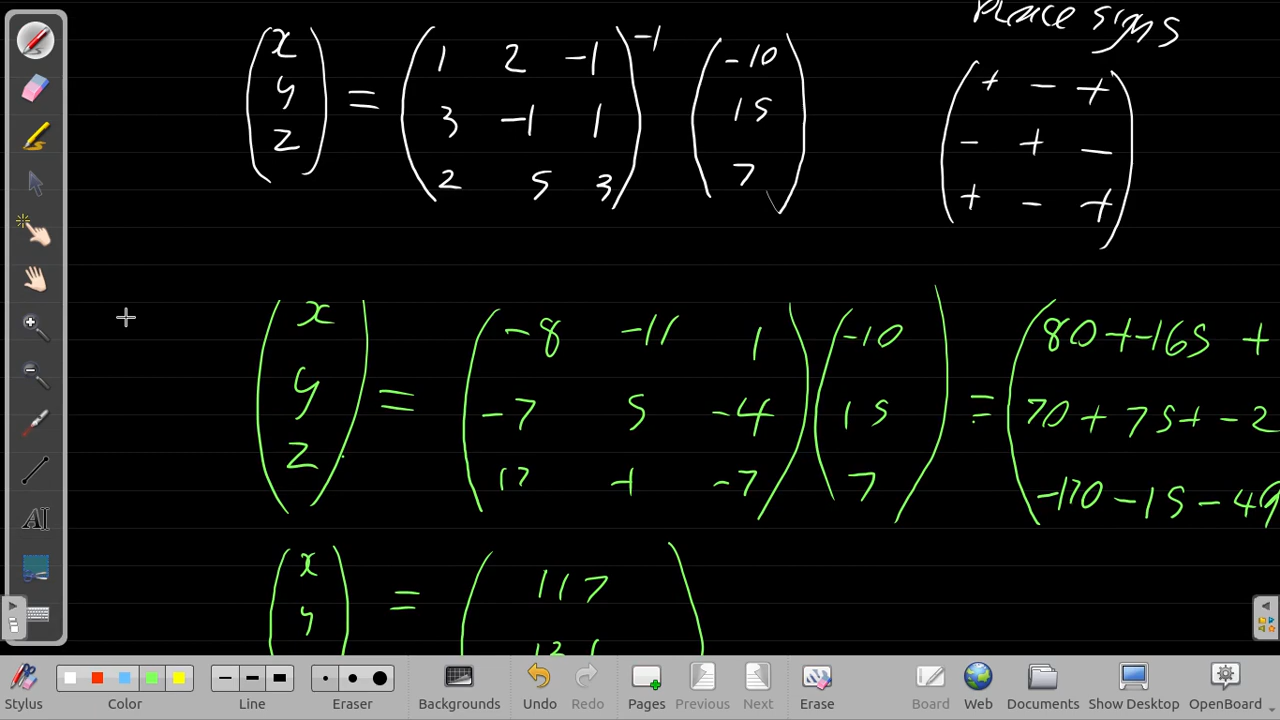 Place signs
(x y z) = (1 2 -1; 3 -1 1; 2 5 3)^-1 (-10; 15; 7)
(+ - +; - + -; + - +)
(x y z) = (-8 -11 1; -7 5 -4; 17 -1 -7) (-10; 15; 7) = (80+-165 +; 70+75+-2; -170-15-49
(x y = (117
121
AI
Stylus Color Line Eraser Backgrounds Undo Redo Pages Previous Next Erase Board Web Documents Show Desktop OpenBoard